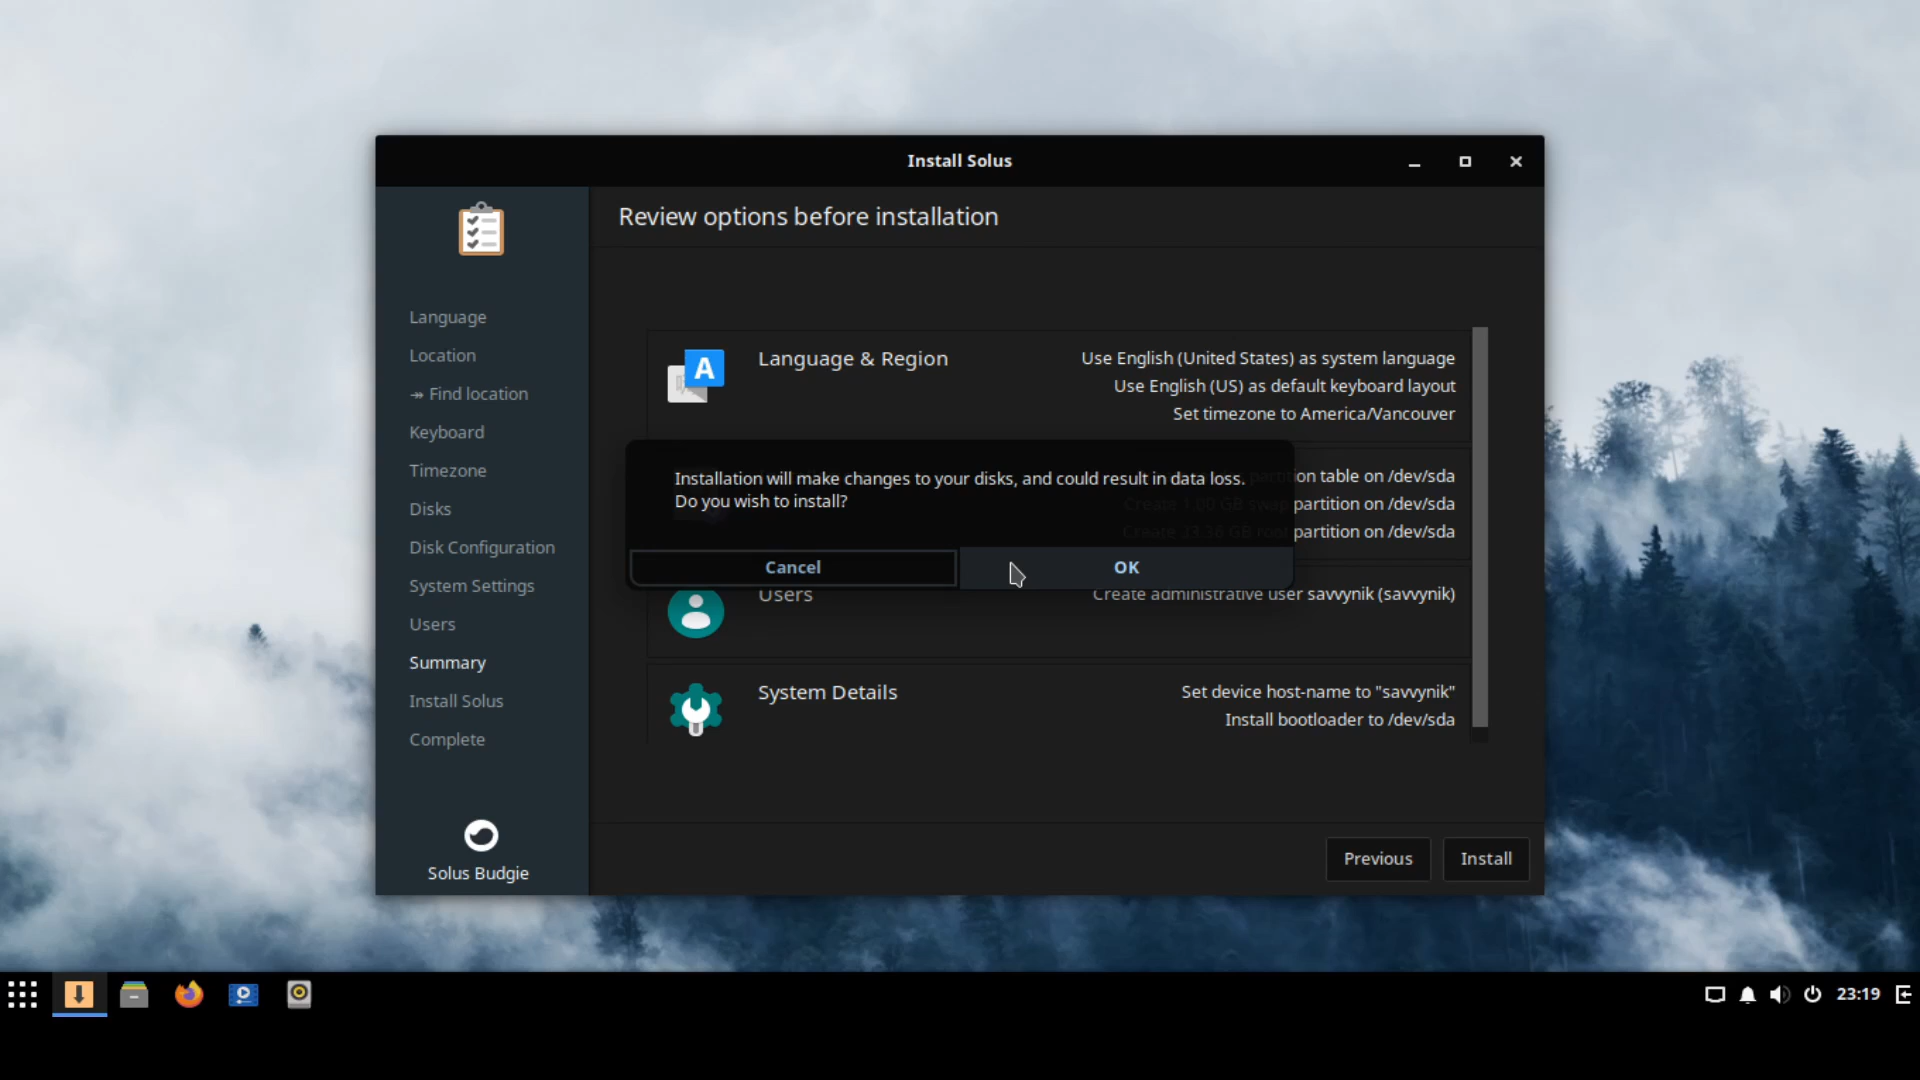 Install Solus
Review options before installation
Language
Location
↠ Find location
Keyboard
Timezone
Disks
Disk Configuration
System Settings
Users
Summary
Install Solus
Complete
Solus Budgie
Language & Region
Use English (United States) as system language
Use English (US) as default keyboard layout
Set timezone to America/Vancouver
partition table on /dev/sda
Create 1.00 GB swap partition on /dev/sda
Create 33.36 GB root partition on /dev/sda
Installation will make changes to your disks, and could result in data loss.
Do you wish to install?
Cancel
OK
Users
Create administrative user savvynik (savvynik)
System Details
Set device host-name to "savvynik"
Install bootloader to /dev/sda
Previous
Install
23:19